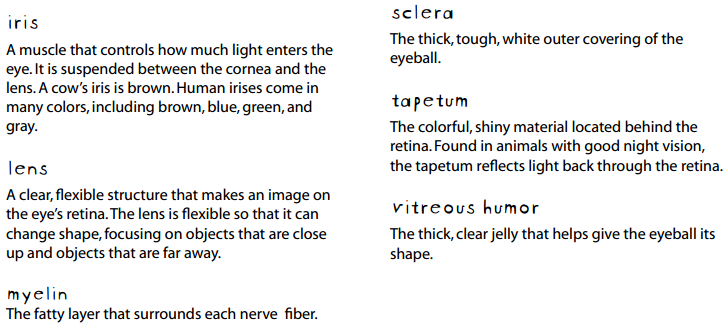 iris
A muscle that controls how much light enters the
eye. It is suspended between the cornea and the
lens. A cow's iris is brown. Human irises come in
many colors, including brown, blue, green, and
gray.
lens
A clear, flexible structure that makes an image on
the eye's retina. The lens is flexible so that it can
change shape, focusing on objects that are close
up and objects that are far away.
myelin
The fatty layer that surrounds each nerve fiber.
sclera
The thick, tough, white outer covering of the
eyeball.
tapetum
The colorful, shiny material located behind the
retina. Found in animals with good night vision,
the tapetum reflects light back through the retina.
vitreous humor
The thick, clear jelly that helps give the eyeball its
shape.